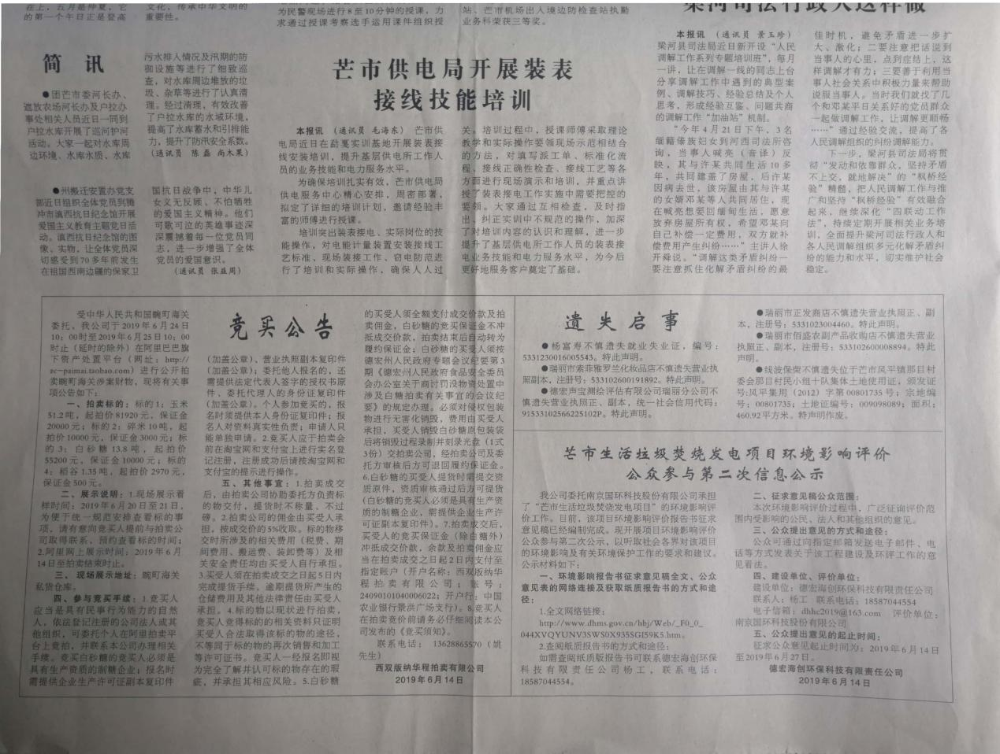 在上，五月是仲夏，它
的第一个午日正是登高
文化，传承中华文明的
重要性。
为民警现场进行8至10分钟的授课，力
求通过授课考察选手运用课件组织授
站、芒市机场出入境边防检查站执勤
业务科荣获三等奖。
梁河司法行政人这样做
简讯
●团芒市委河长办、
遮放农场河长办及户拉办
事处相关人员近日一同到
户拉水库开展了巡河护河
活动。大家一起对水库周
边环境、水库水质、水库
污水排入情况及汛期的防
御设施等进行了细致巡
查，对水库周边堆放的垃
圾、杂草等进行了认真清
理。经过清理，有效改善
了户拉水库的水域环境，
提高了水库蓄水和引排能
力，提升了防汛安全系数。
（通讯员 陈磊 尚木果）
●州搬迁安置办党支
部近日组织全体党员到腾
冲市滇西抗日纪念馆开展
爱国主义教育主题党日活
动。滇西抗日纪念馆的图
像、实物，让全体党员深
切感受到70多年前发生
在祖国西南边疆的保家卫
国抗日战争中，中华儿
女义无反顾、不怕牺牲
的爱国主义精神。他们
可歌可泣的英雄事迹深
深震撼着每一位党员同
志，进一步增强了全体
党员的爱国意识。
（通讯员 张益周）
芒市供电局开展装表
接线技能培训
本报讯 （通讯员 毛海东） 芒市供
电局近日在勐戛实训基地开展装表接
线安装培训，提升基层供电所工作人
员的业务技能和电力服务水平。
为确保培训扎实有效，芒市供电局
供电服务中心精心安排，周密部署，
拟定了详细的培训计划，邀请经验丰
富的师傅进行授课。
培训突出装表接电、实际岗位的技
能操作，对电能计量装置安装接线工
艺标准、现场装接工作、窃电防范进
行了培训和实际操作，确保人人过
关。培训过程中，授课师傅采取理论
教学和实际操作要领现场示范相结合
的方法，对填写派工单、标准化流
程、接线正确性检查、接线工艺等各
方面进行现场演示和培训，并重点讲
授了装表接电工作实施中需要把控的
要领。大家通过互相检查，及时指
出、纠正实训中不规范的操作，加深
了对培训内容的认识和理解，进一步
提升了基层供电所工作人员的装表接
电业务技能和电力服务水平，为今后
更好地服务客户奠定了基础。
本报讯 （通讯员 景玉珍）
梁河县司法局近日新开设“人民
调解工作系列专题培训班”，每月
一讲，让在调解一线的同志上台
分享调解工作中遇到的典型案
例、调解技巧、经验总结及个人
思考，形成经验互鉴、问题共商
的调解工作“加油站”机制。
“今年4月21日下午，3名
缅籍傣族妇女到河西司法所咨
询，当事人喊亮（音译）反
映，其与许某共同生活10多
年，共同建盖了房屋，后许某
因病去世，该房屋由其与许某
的女婿邓某等人共同居住，现
在喊亮想要回缅甸生活，愿意
放弃房屋所有权，希望邓某向
自己补偿一定费用，双方就补
偿费用产生纠纷……”主讲人徐
开舜说。“调解这类矛盾纠纷一
要注意抓住化解矛盾纠纷的最
佳时机，避免矛盾进一步扩
大、激化；二要注意把话说到
当事人的心里，点到症结上，这
样调解才有力；三要善于利用当
事人社会关系中积极力量来帮助
说服当事人。当时我们就找了几
个和邓某平日关系好的党员群众
一起做调解工作，让调解更顺畅
……”通过经验交流，提高了各
人民调解组织的纠纷调解能力。
下一步，梁河县司法局将贯
彻“发动和依靠群众，坚持矛盾
不上交，就地解决”的“枫桥经
验”精髓，把人民调解工作与推
广和坚持“枫桥经验”有效融合
起来，继续深化“四联动工作
法”，持续定期开展相关业务培
训，全面提升梁河司法行政人和
各人民调解组织多元化解矛盾纠
纷的能力和水平，切实维护社会
稳定。
竞买公告
受中华人民共和国畹町海关
委托，我公司于2019年6月24日
10：00时至2019年6月25日10：00
时止（延时的除外）在阿里巴巴旗
下资产处置平台（网址：http://
zc-paimai.taobao.com）进行公开拍
卖畹町海关涉案财物，现将有关事
项公告如下：
一、拍卖标的：标的1：玉米
51.2吨，起拍价81920元，保证金
20000元；标的2：碎米10吨，起
拍价10000元，保证金3000元；标
的3：白砂糖13.8吨，起拍价
55200元，保证金10000元；标的
4：稻谷1.35吨，起拍价2970元，
保证金500元。
二、展示说明：1.现场展示看
样时间：2019年6月20日至21日，
为便于统一规范安排查看标的事
项，请有意向竞买人提前与拍卖公
司取得联系，预约查看标的时间；
2.阿里网上展示时间：2019年6月
14日至拍卖结束时止。
三、现场展示地址：畹町海关
私货仓库。
四、参与竞买手续：1.竞买人
应当是具有民事行为能力的自然
人，依法登记注册的公司法人或其
他组织，可委托个人在阿里拍卖平
台上竞拍，并联系本公司办理相关
手续。竞买白砂糖的竞买人必须是
具有生产资质的制糖企业；报名时
需提供企业生产许可证副本复印件
（加盖公章）、营业执照副本复印件
（加盖公章）；委托他人报名的，还
需提供法定代表人签字的授权书原
件、委托代理人的身份证复印件
（加盖公章）。个人参加竞买的，报
名时须提供本人身份证复印件；报
名人对资料真实性负责；申请人只
能单独申请。2.竞买人应于拍卖会
前在淘宝网和支付宝上进行实名登
记注册，注册成功后请按淘宝网和
支付宝的提示进行操作。
五、其他事宜：1.拍卖成交
后，由拍卖公司协助委托方负责标
的物交付，提货时不称量、不过
磅。2.拍卖公司的佣金由买受人承
担，按成交价的5%收取。标的物移
交时所涉及的相关费用（税费、期
间费用、搬运费、装卸费等）及相
关安全责任均由买受人自行承担。
3.买受人须在拍卖成交之日起5日内
完成提货手续，逾期提货所产生的
仓储费用及其他法律责任由买受人
承担。4.标的物以现状进行拍卖，
竞买人竞得标的的相关资料只证明
买受人合法取得该标的物的途径，
不等同于标的物的再次销售和加工
等许可证书。竞买人一经报名即视
为完全了解并认可标的物存在的瑕
疵，并承担其相应风险。5.白砂糖
的买受人须全额支付成交价款及拍
卖佣金，白砂糖的竞买保证金不冲
抵成交价款，拍卖结束后自动转为
履约保证金；白砂糖的买受人须按
德宏州人民政府专题会议纪要第3
期《德宏州人民政府食品安全委员
会办公室关于商讨罚没物资处置中
涉及白糖拍卖有关事宜的会议纪
要》的规定办理。必须对侵权包装
物进行无害化销毁，费用由买受人
承担，买受人销毁白砂糖原包装袋
后将销毁过程录制并刻录光盘（1式
3份）交拍卖公司，经拍卖公司及委
托方审核后方可退回履约保证金。
6.白砂糖的买受人提货时需提交资
质原件，资质审核通过后方可提货
（白砂糖的竞买人必须是具有生产资
质的制糖企业，需提供企业生产许
可证副本复印件）。7.拍卖成交后，
买受人的竞买保证金（除白糖外）
冲抵成交价款，余款及拍卖佣金应
当在拍卖成交之日起2日内支付至
指定账户（开户名称：西双版纳华
程拍卖有限公司；账号：
24090101040006022；开户行：中国
农业银行景洪广场支行）。8.竞买人
在拍卖竞价前请务必仔细阅读本公
司发布的《竞买须知》。
联系电话：13628865570（姚
先生）
西双版纳华程拍卖有限公司
2019年6月14日
遗失启事
●杨富寿不慎遗失就业失业证，编号：
5331230016005543。特此声明。
●瑞丽市索菲雅罗兰化妆品店不慎遗失营业执
照副本，注册号：533102600191892。特此声明。
●德宏声宝测绘评估有限公司瑞丽分公司不
慎遗失营业执照正、副本，统一社会信用代码：
91533102566225102P。特此声明。
●瑞丽市正发商店不慎遗失营业执照正、副
本，注册号：5331023004460。特此声明。
●瑞丽市佰盛农副产品收购店不慎遗失营业
执照正、副本，注册号：533102600008894。特此
声明。
●线波保荣不慎遗失位于芒市风平镇那目村
委会那目村民小组十队集体土地使用证，颁发证
号:风平集用（2012）字第00801735号；宗地编
号：00801735；土地证编号：009098089；面积：
460.92平方米。特声明作废。
芒市生活垃圾焚烧发电项目环境影响评价
公众参与第二次信息公示
我公司委托南京国环科技股份有限公司承担
了“芒市生活垃圾焚烧发电项目”的环境影响评
价工作。目前，该项目环境影响评价报告书征求
意见稿已经编制完成。现开展项目环境影响评价
公众参与第二次公示，以听取社会各界对该项目
的环境影响及有关环境保护工作的要求和建议。
公示材料如下：
一、环境影响报告书征求意见稿全文、公众
意见表的网络连接及获取纸质报告书的方式和途
径：
1.全文网络链接：
http://www.dhms.gov.cn/hbj/Web/_F0_0_
044XVQYUNV3SWS0X935SGI59K5.htm。
2.查阅纸质报告书的方式和途径：
如需查阅纸质版报告书可联系德宏海创环保
科技有限责任公司杨工，联系电话：
18587044554。
二、征求意见稿公众范围：
本次环境影响评价过程中，广泛征询评价范
围内受影响的公民、法人和其他组织的意见。
三、公众提出意见的方式和途径：
公众可通过向指定邮箱发送电子邮件、电
话等方式发表关于该工程建设及环评工作的意
见看法。
四、建设单位、评价单位：
建设单位：德宏海创环保科技有限责任公司
联系人：杨工 联系电话：18587044554
电子信箱：dhhc2019@163.com 评价单位：
南京国环科技股份有限公司
五、公众提出意见的起止时间：
征求公众意见起止时间为：2019年6月14日
至2019年6月27日。
德宏海创环保科技有限责任公司
2019年6月14日